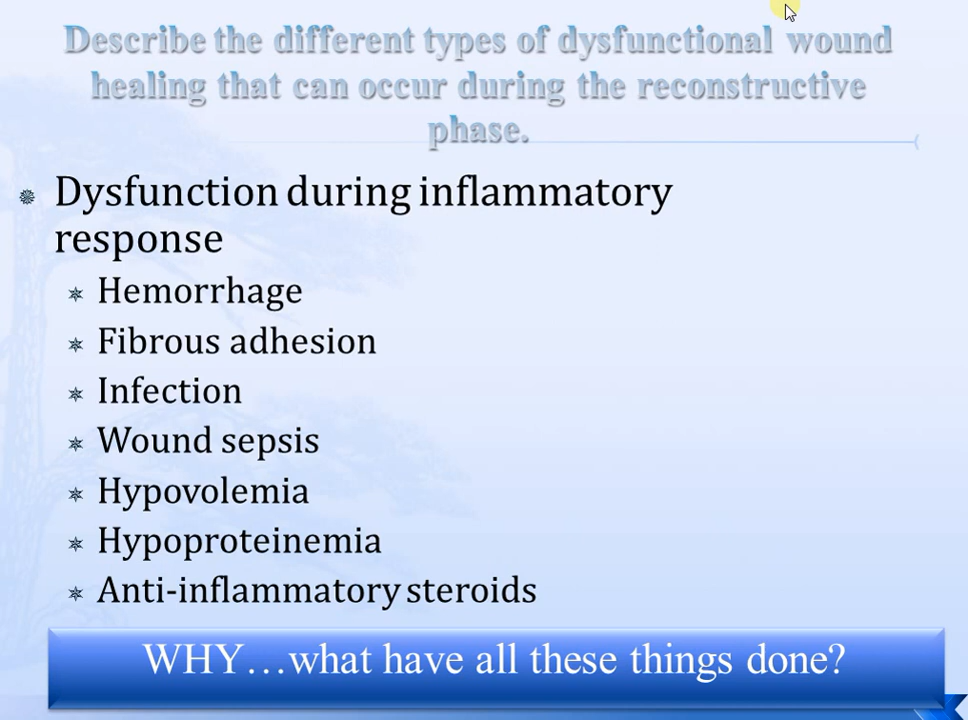 Describe the different types of dysfunctional wound
healing that can occur during the reconstructive
phase.
Dysfunction during inflammatory
response
Hemorrhage
Fibrous adhesion
Infection
Wound sepsis
Hypovolemia
Hypoproteinemia
Anti-inflammatory steroids
WHY…what have all these things done?